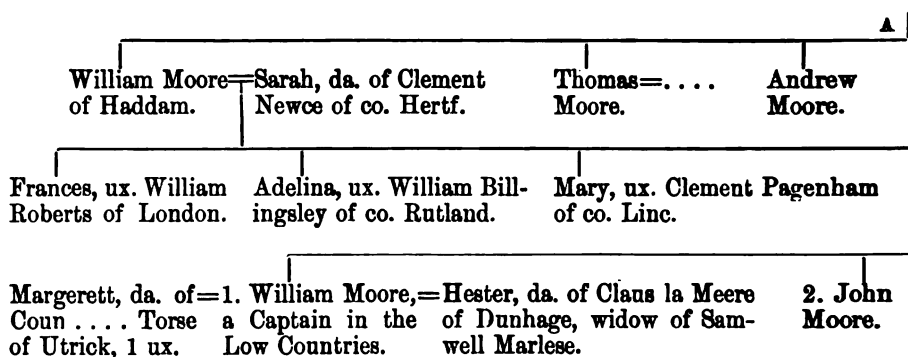 A
William Moore=Sarah, da. of Clement Thomas=.... Andrew
of Haddam. Newce of co. Hertf. Moore. Moore.
Frances, ux. William Adelina, ux. William Bill- Mary, ux. Clement Pagenham
Roberts of London. ingsley of co. Rutland. of co. Linc.
Margerett, da. of=1. William Moore,=Hester, da. of Claus la Meere 2. John
Coun .... Torse a Captain in the of Dunhage, widow of Sam- Moore.
of Utrick, 1 ux. Low Countries. well Marlese.